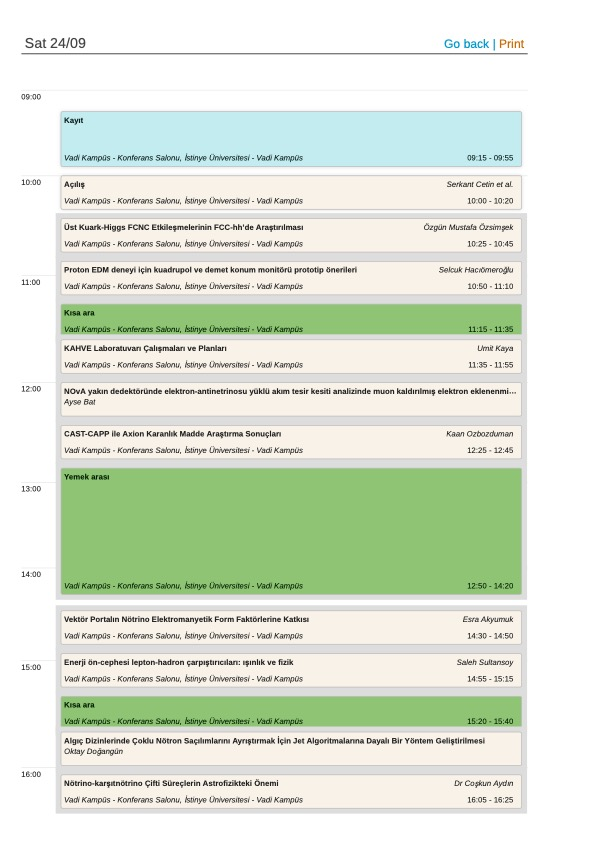 Sat 24/09
Go back | Print
09:00
Kayıt
Vadi Kampüs - Konferans Salonu, İstinye Üniversitesi - Vadi Kampüs 09:15 - 09:55
10:00
Açılış Serkant Cetin et al.
Vadi Kampüs - Konferans Salonu, İstinye Üniversitesi - Vadi Kampüs 10:00 - 10:20
Üst Kuark-Higgs FCNC Etkileşmelerinin FCC-hh'de Araştırılması Özgün Mustafa Özsimşek
Vadi Kampüs - Konferans Salonu, İstinye Üniversitesi - Vadi Kampüs 10:25 - 10:45
Proton EDM deneyi için kuadrupol ve demet konum monitörü prototip önerileri Selcuk Hacıömeroğlu
11:00
Vadi Kampüs - Konferans Salonu, İstinye Üniversitesi - Vadi Kampüs 10:50 - 11:10
Kısa ara
Vadi Kampüs - Konferans Salonu, İstinye Üniversitesi - Vadi Kampüs 11:15 - 11:35
KAHVE Laboratuvarı Çalışmaları ve Planları Umit Kaya
Vadi Kampüs - Konferans Salonu, İstinye Üniversitesi - Vadi Kampüs 11:35 - 11:55
12:00
NOvA yakın dedektöründe elektron-antinetrinosu yüklü akım tesir kesiti analizinde muon kaldırılmış elektron eklenenmi...
Ayse Bat
CAST-CAPP ile Axion Karanlık Madde Araştırma Sonuçları Kaan Ozbozduman
Vadi Kampüs - Konferans Salonu, İstinye Üniversitesi - Vadi Kampüs 12:25 - 12:45
Yemek arası
13:00
14:00
Vadi Kampüs - Konferans Salonu, İstinye Üniversitesi - Vadi Kampüs 12:50 - 14:20
Vektör Portalın Nötrino Elektromanyetik Form Faktörlerine Katkısı Esra Akyumuk
Vadi Kampüs - Konferans Salonu, İstinye Üniversitesi - Vadi Kampüs 14:30 - 14:50
Enerji ön-cephesi lepton-hadron çarpıştırıcıları: ışınlık ve fizik Saleh Sultansoy
15:00
Vadi Kampüs - Konferans Salonu, İstinye Üniversitesi - Vadi Kampüs 14:55 - 15:15
Kısa ara
Vadi Kampüs - Konferans Salonu, İstinye Üniversitesi - Vadi Kampüs 15:20 - 15:40
Algıç Dizinlerinde Çoklu Nötron Saçılımlarını Ayrıştırmak İçin Jet Algoritmalarına Dayalı Bir Yöntem Geliştirilmesi
Oktay Doğangün
16:00
Nötrino-karşıtnötrino Çifti Süreçlerin Astrofizikteki Önemi Dr Coşkun Aydın
Vadi Kampüs - Konferans Salonu, İstinye Üniversitesi - Vadi Kampüs 16:05 - 16:25